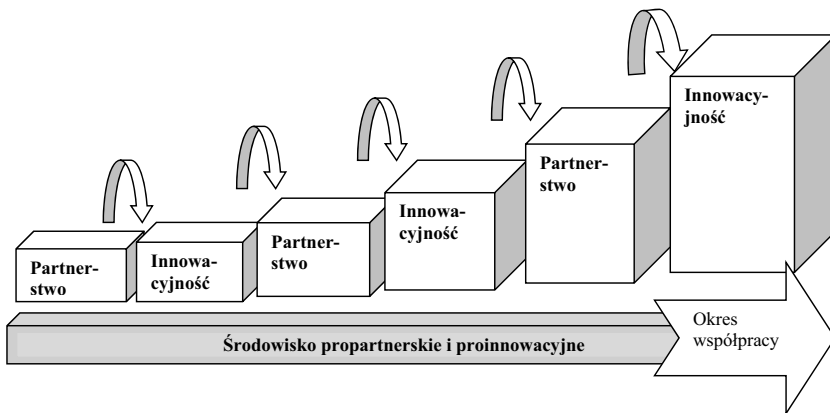 Partner-
stwo
Innowa-
cyjność
Partner-
stwo
Innowa-
cyjność
Partner-
stwo
Innowacy-
jność
Środowisko propartnerskie i proinnowacyjne
Okres
współpracy